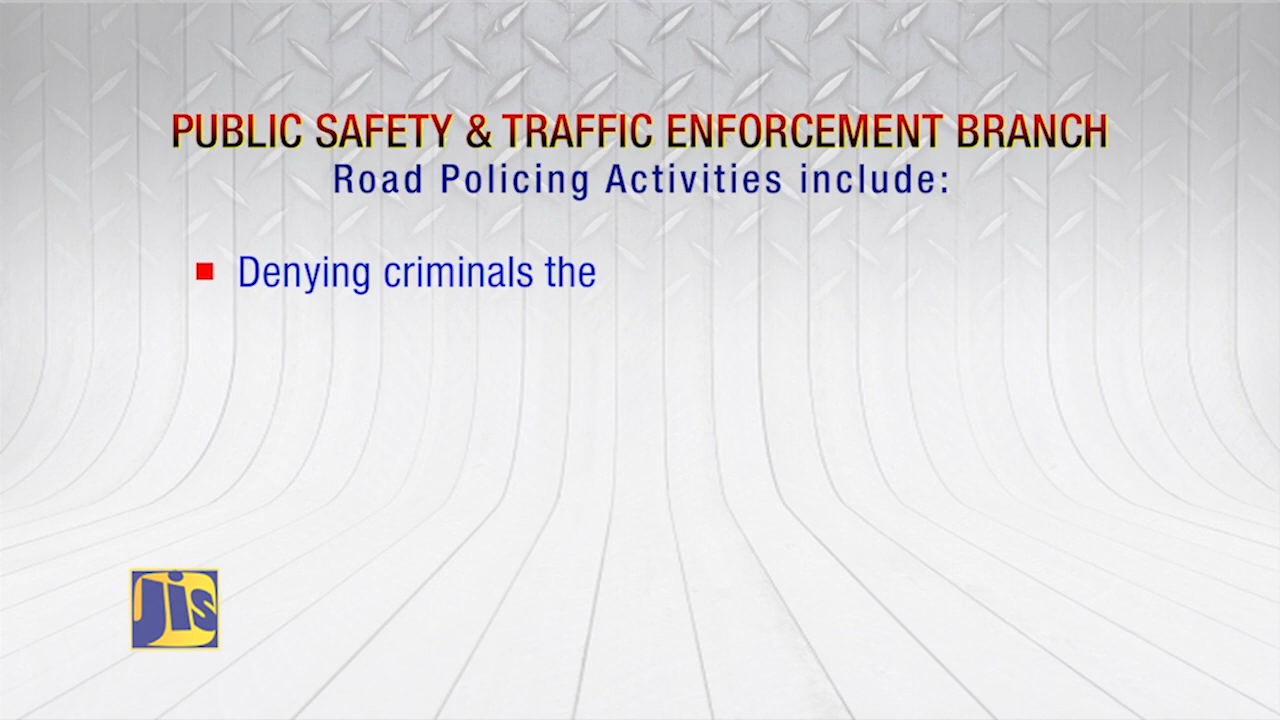 PUBLIC SAFETY & TRAFFIC ENFORCEMENT BRANCH
Road Policing Activities include:
Denying criminals the
Jis